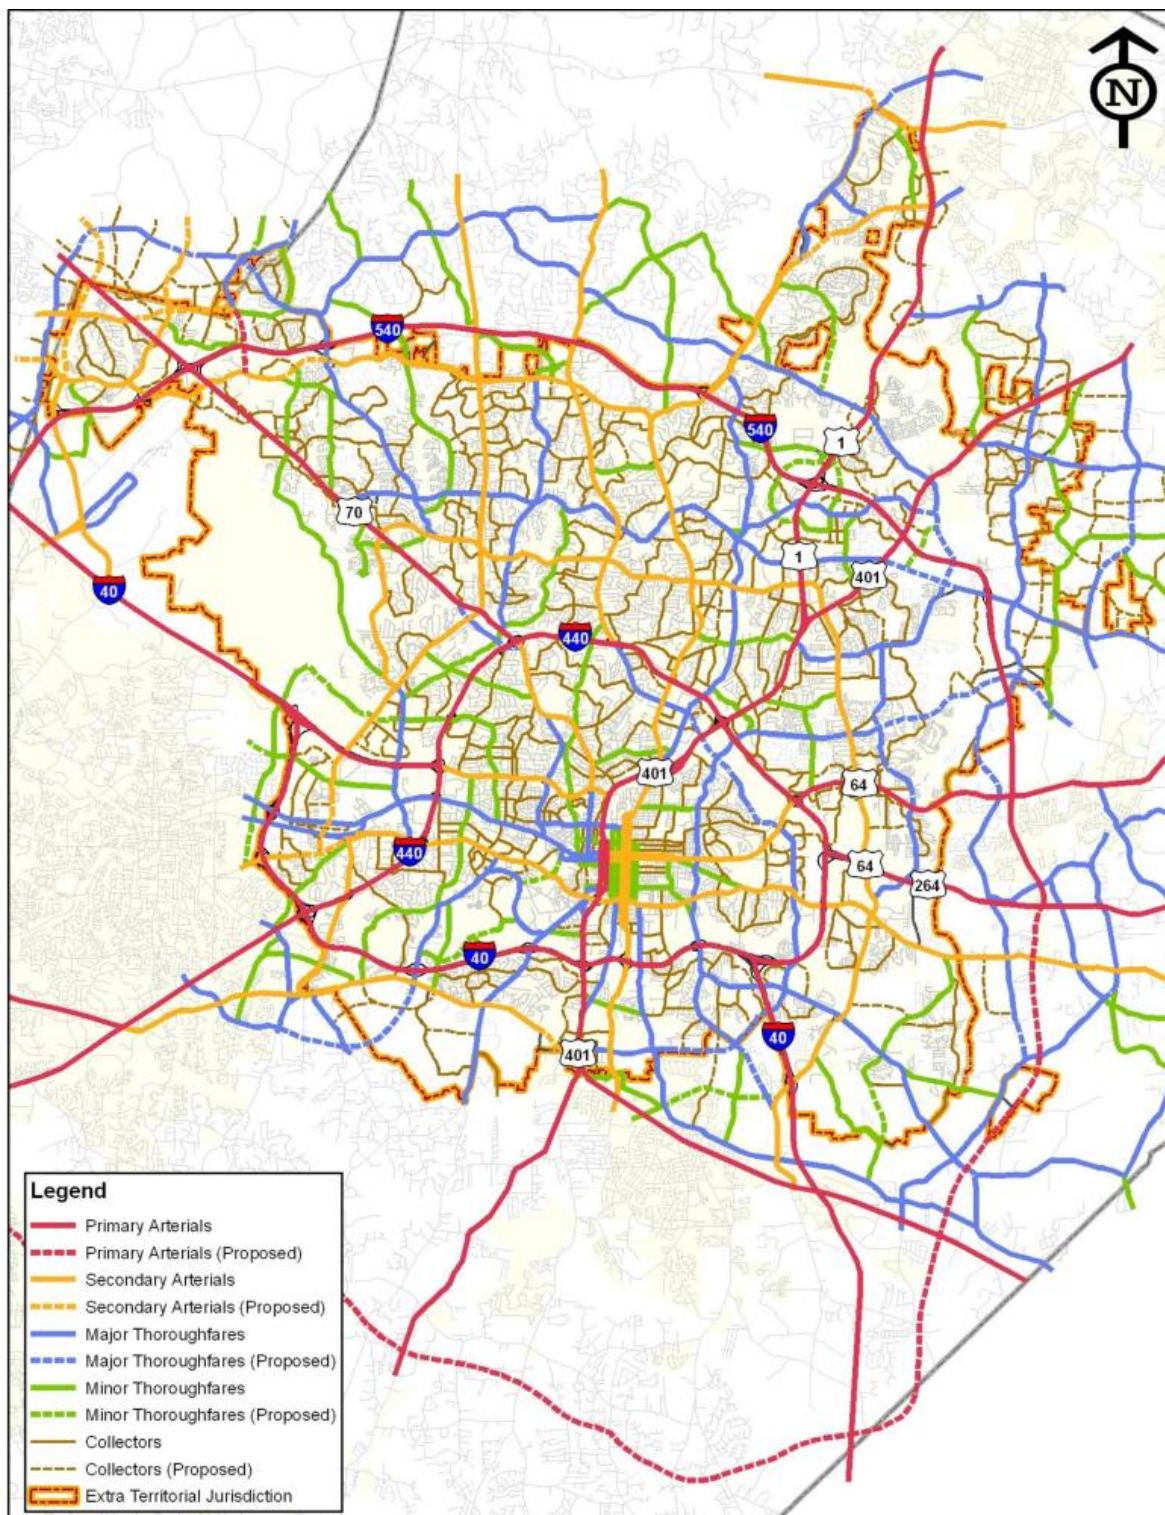 N
540
540
1
70
1
401
40
440
401
64
440
64
264
40
40
401
Legend
Primary Arterials
Primary Arterials (Proposed)
Secondary Arterials
Secondary Arterials (Proposed)
Major Thoroughfares
Major Thoroughfares (Proposed)
Minor Thoroughfares
Minor Thoroughfares (Proposed)
Collectors
Collectors (Proposed)
Extra Territorial Jurisdiction